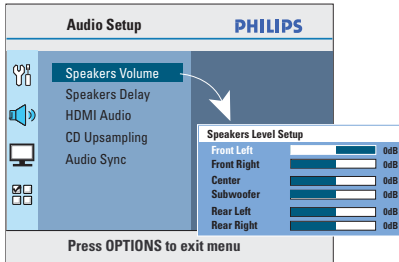 Audio Setup
PHILIPS
Speakers Volume
Speakers Delay
HDMI Audio
CD Upsampling
Audio Sync
Speakers Level Setup
Front Left 0dB
Front Right 0dB
Center 0dB
Subwoofer 0dB
Rear Left 0dB
Rear Right 0dB
Press OPTIONS to exit menu